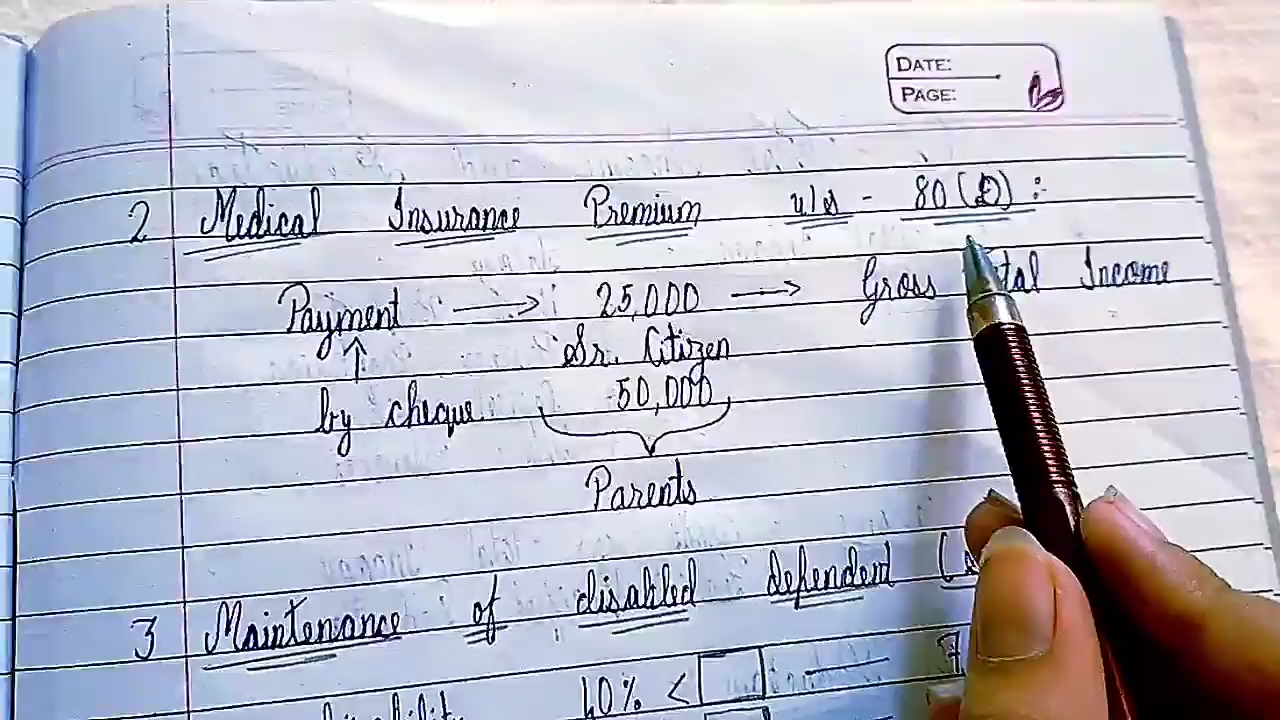 DATE:
PAGE:
2 Medical Insurance Premium u/s - 80 (D) :-
Payment → 25,000 → Gross Total Income
↑ Sr. Citizen
by cheque 50,000
Parents
3 Maintenance of disabled dependent (
40% <